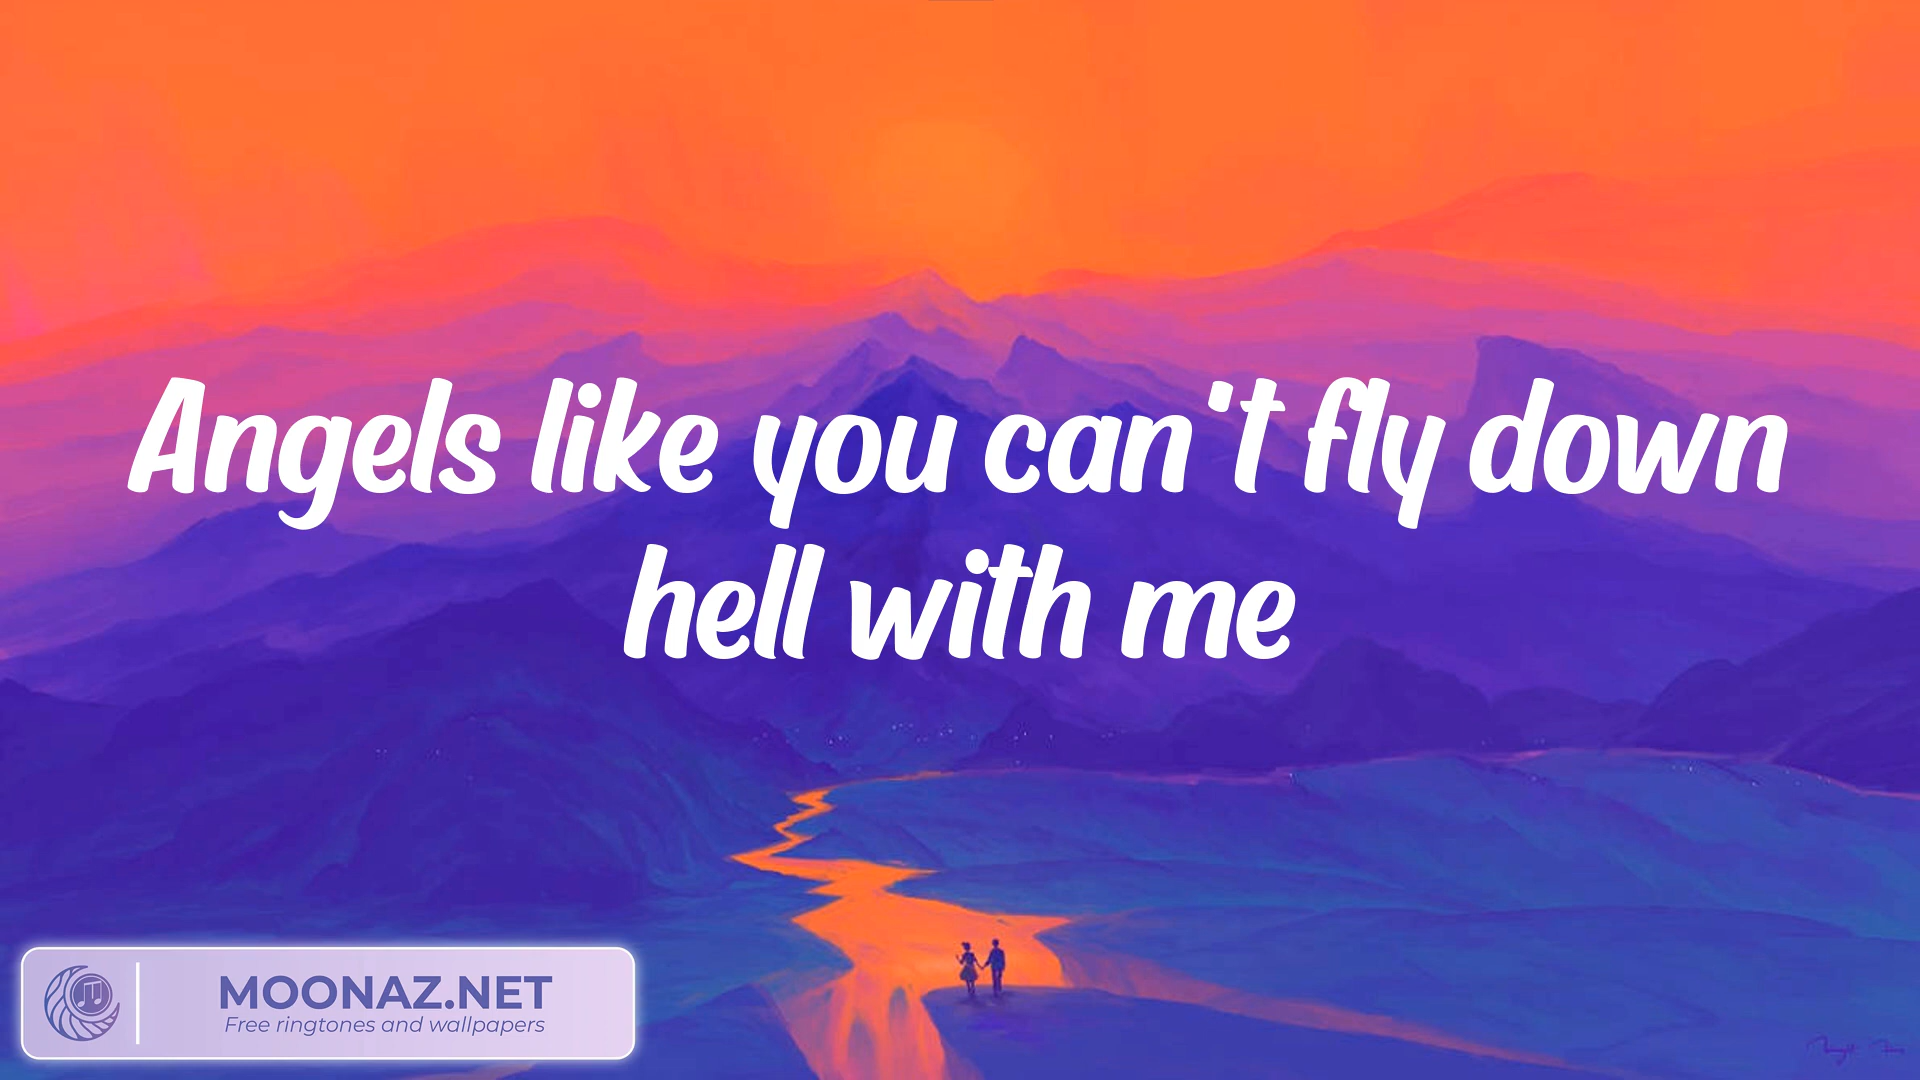 Angels like you can't fly down
hell with me
MOONAZ.NET
Free ringtones and wallpapers